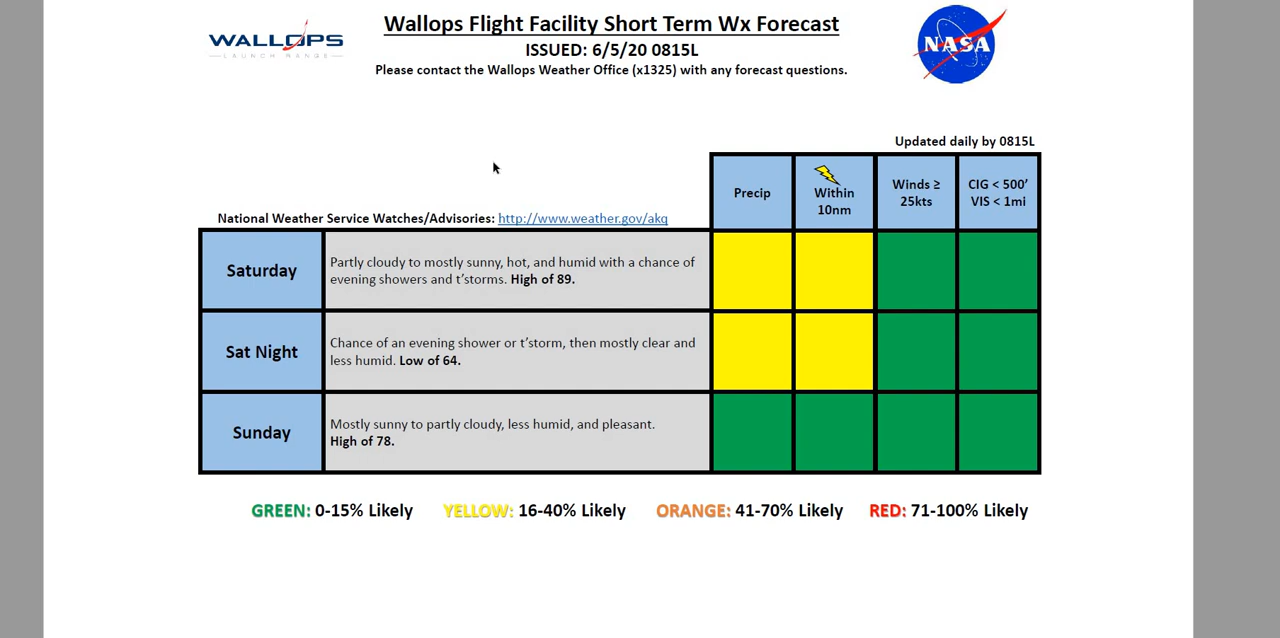 WALLOPS
LAUNCH RANGE
Wallops Flight Facility Short Term Wx Forecast
ISSUED: 6/5/20 0815L
Please contact the Wallops Weather Office (x1325) with any forecast questions.
NASA
Updated daily by 0815L
National Weather Service Watches/Advisories: http://www.weather.gov/akq
Precip
Within
10nm
Winds ≥
25kts
CIG < 500’
VIS < 1mi
Saturday
Partly cloudy to mostly sunny, hot, and humid with a chance of
evening showers and t’storms. High of 89.
Sat Night
Chance of an evening shower or t’storm, then mostly clear and
less humid. Low of 64.
Sunday
Mostly sunny to partly cloudy, less humid, and pleasant.
High of 78.
GREEN: 0-15% Likely YELLOW: 16-40% Likely ORANGE: 41-70% Likely RED: 71-100% Likely